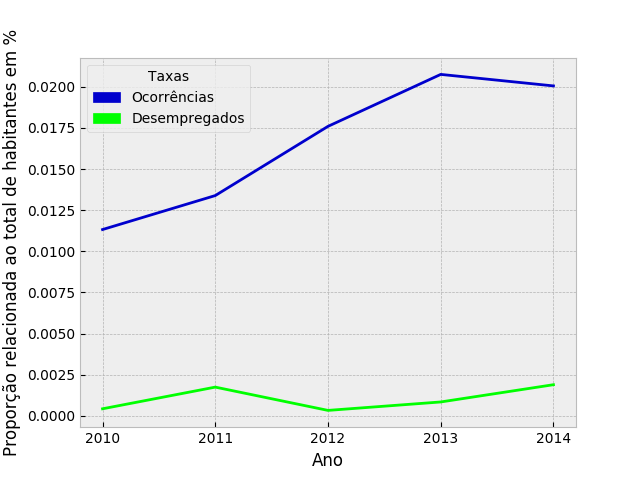 Proporção relacionada ao total de habitantes em %
Taxas
Ocorrências
Desempregados
0.0200
0.0175
0.0150
0.0125
0.0100
0.0075
0.0050
0.0025
0.0000
2010 2011 2012 2013 2014
Ano